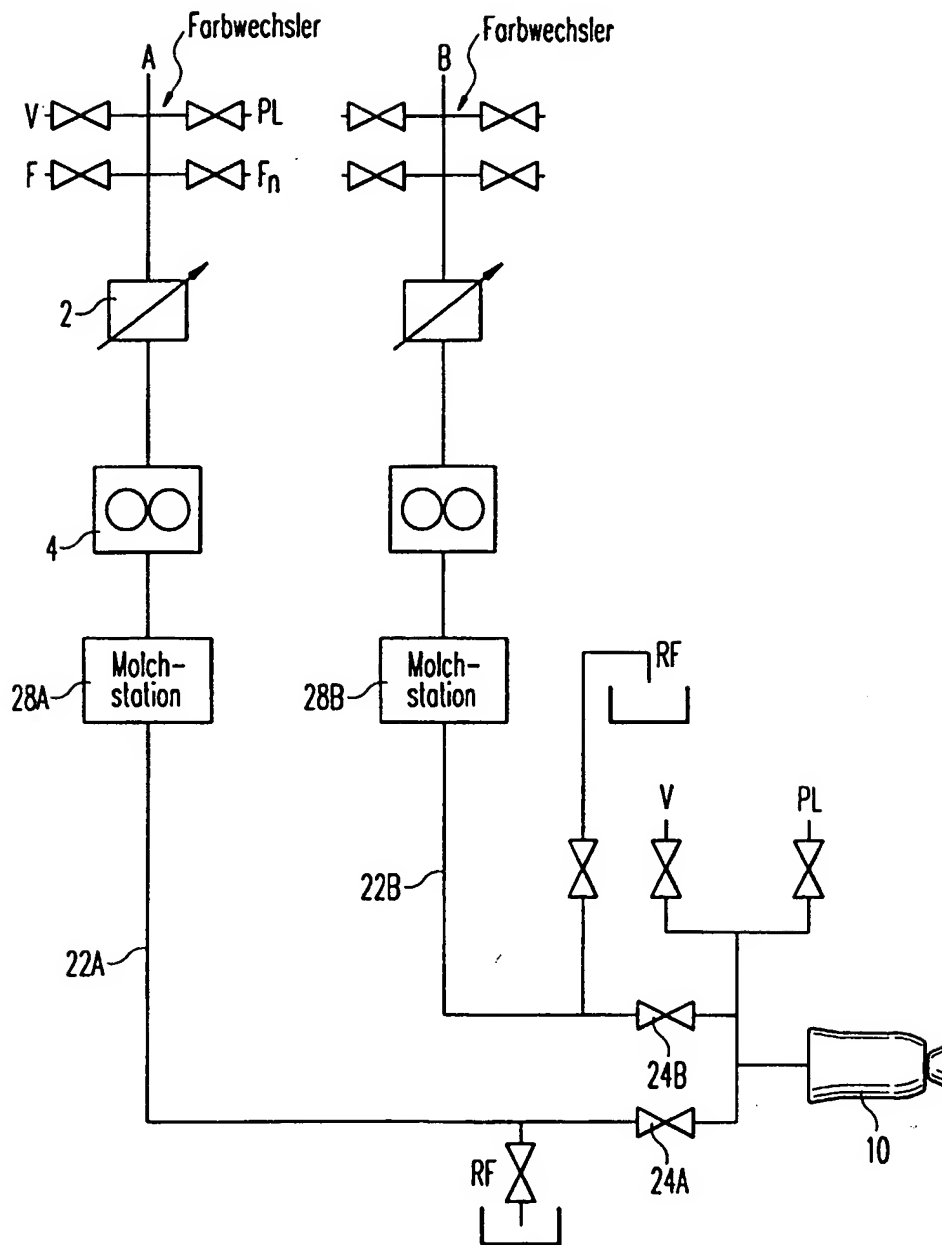 Farbwechsler
Farbwechsler
A
B
V
PL
F
Fn
2
4
Molch-
station
28A
Molch-
station
28B
RF
V
PL
22B
22A
24B
10
24A
RF